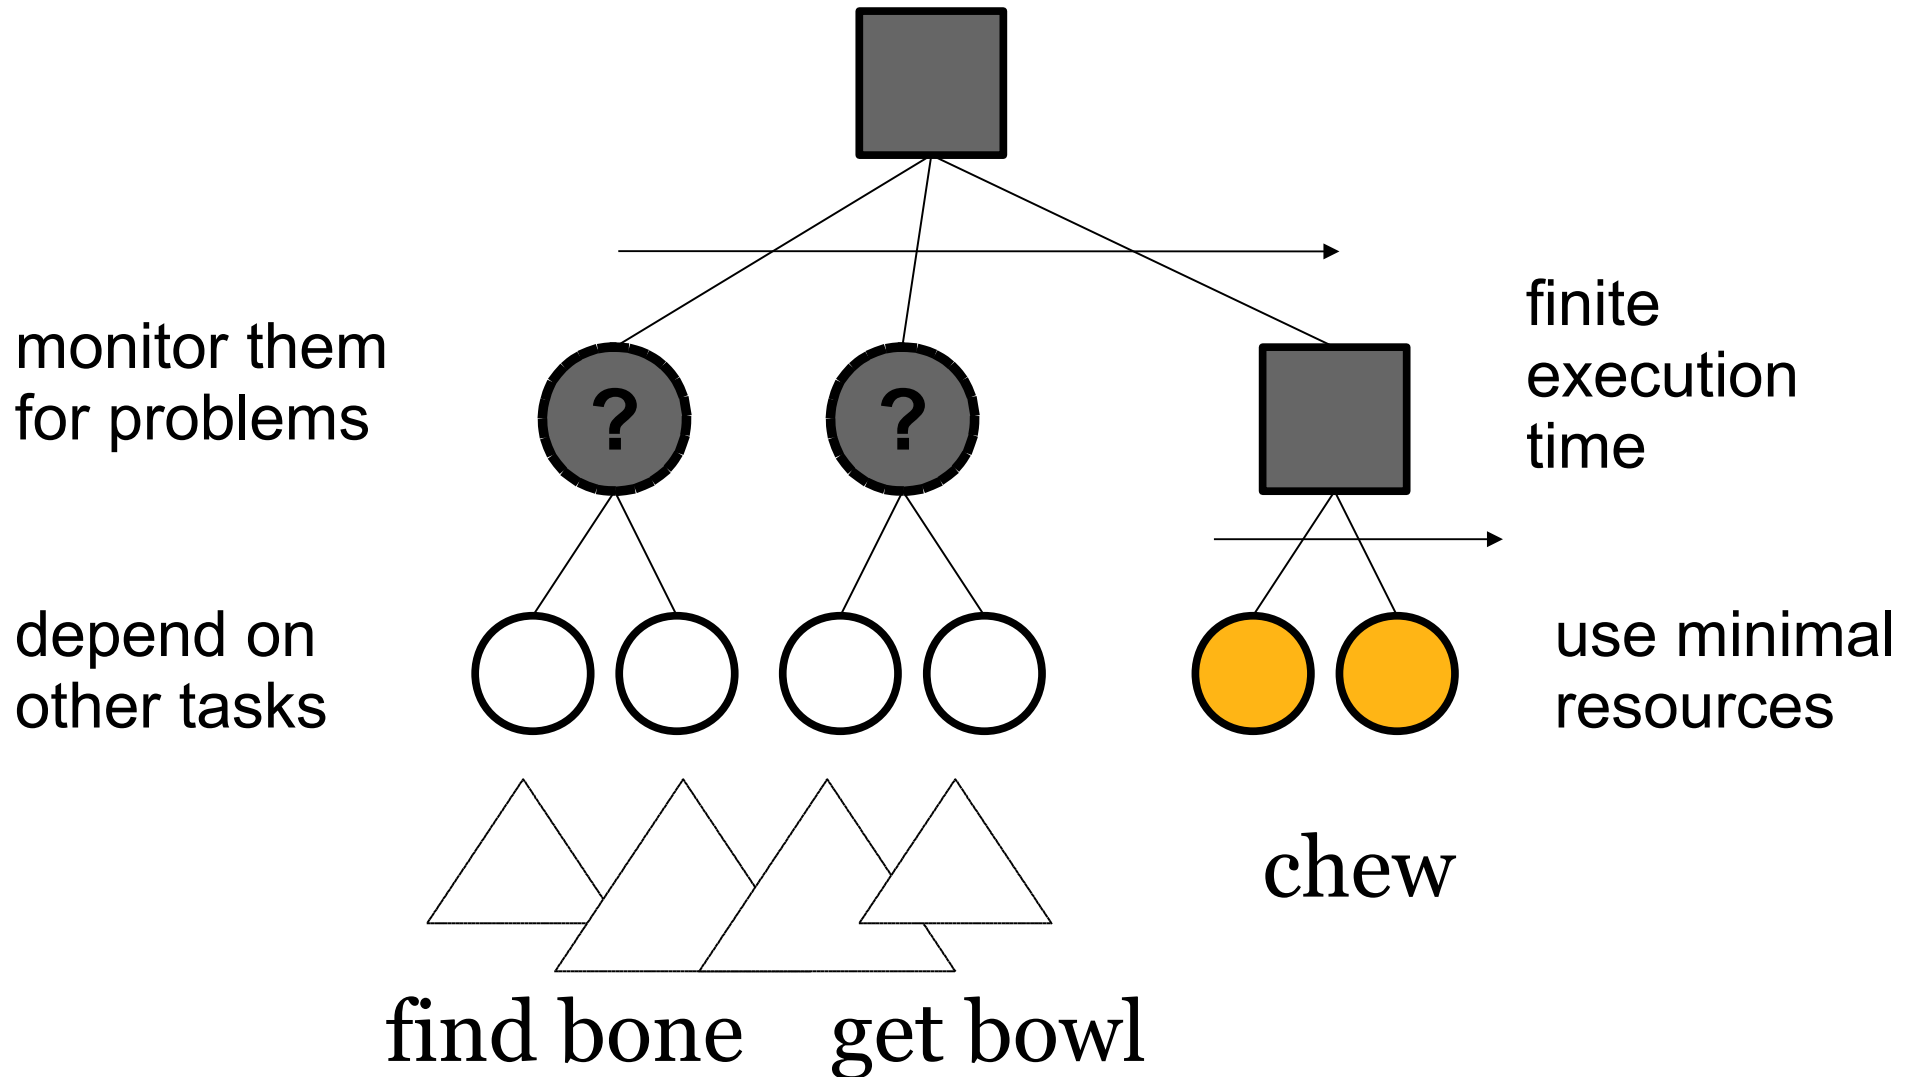 monitor them
for problems
?
?
finite
execution
time
depend on
other tasks
use minimal
resources
chew
find bone
get bowl